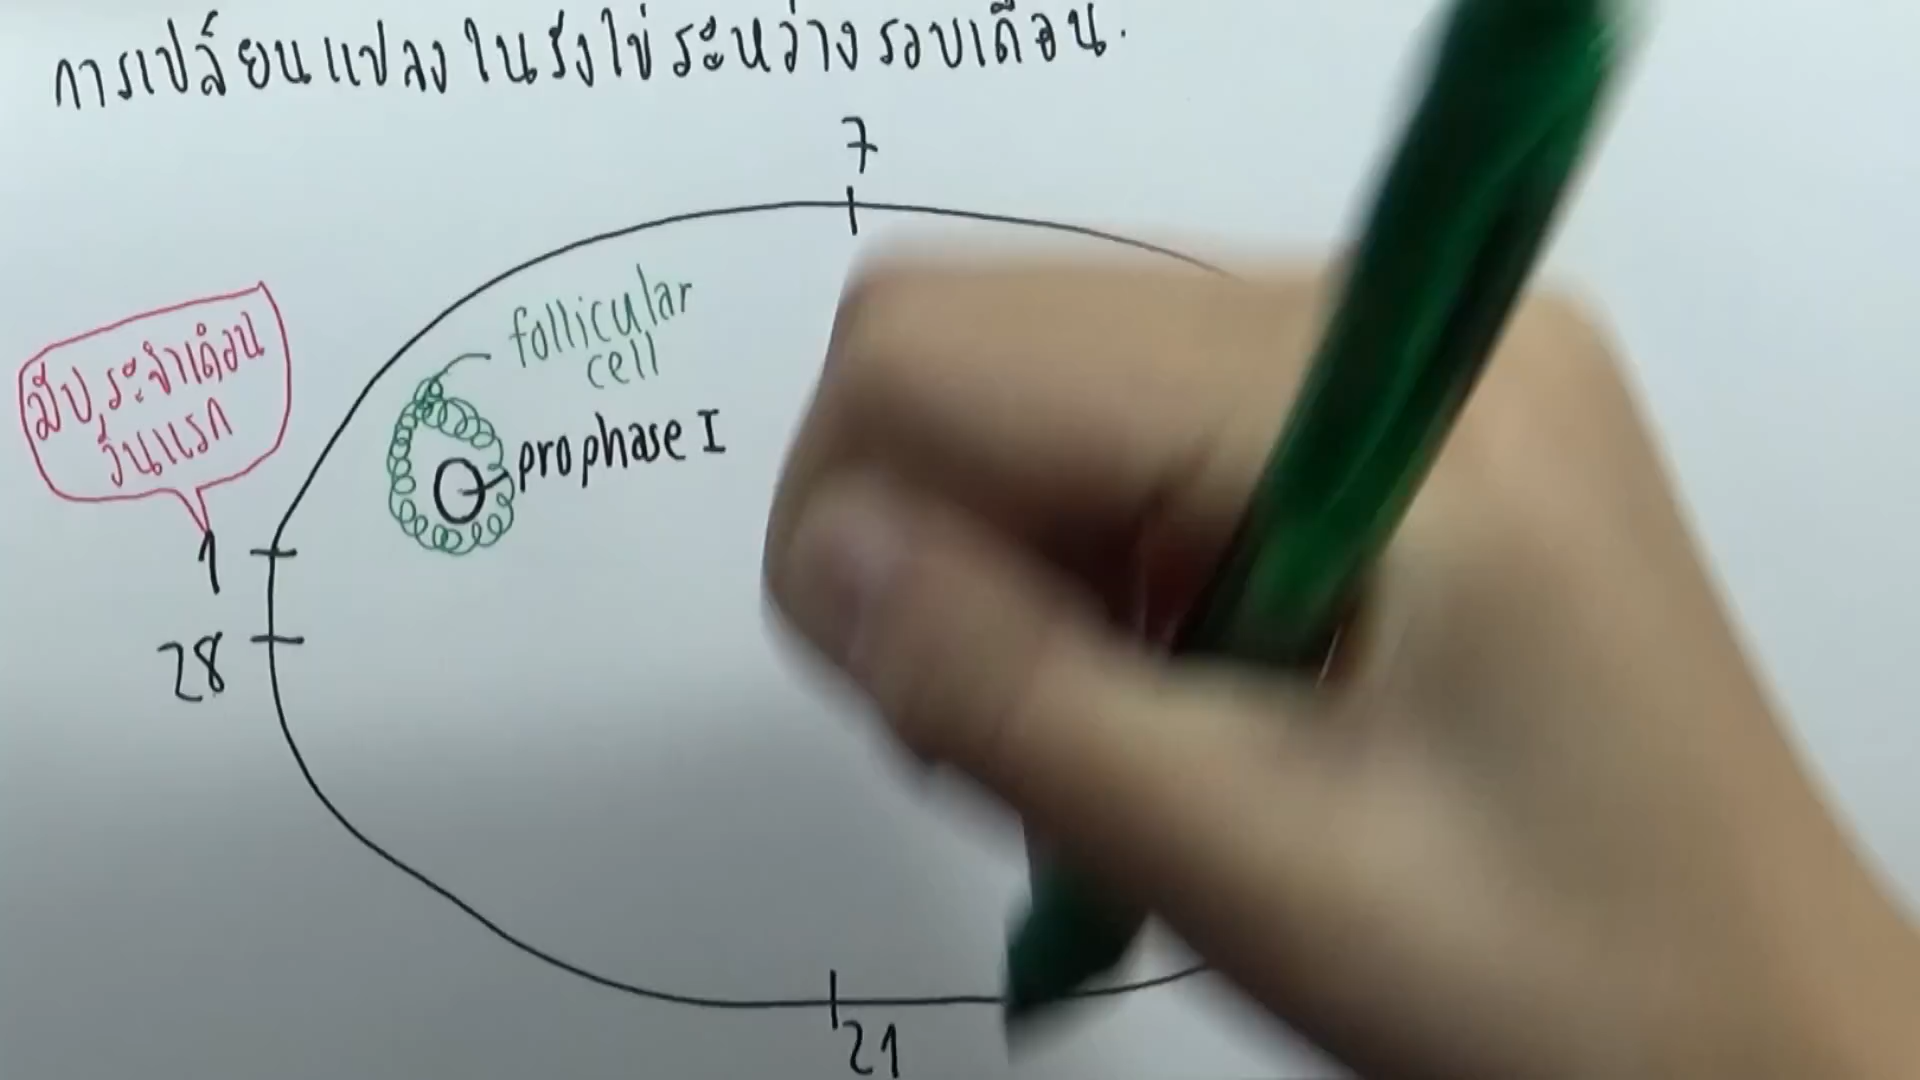 การเปลี่ยนแปลงในรังไข่ระหว่างรอบเดือน.
7
follicular
cell
prophase I
มีประจำเดือน
วันแรก
1
28
21